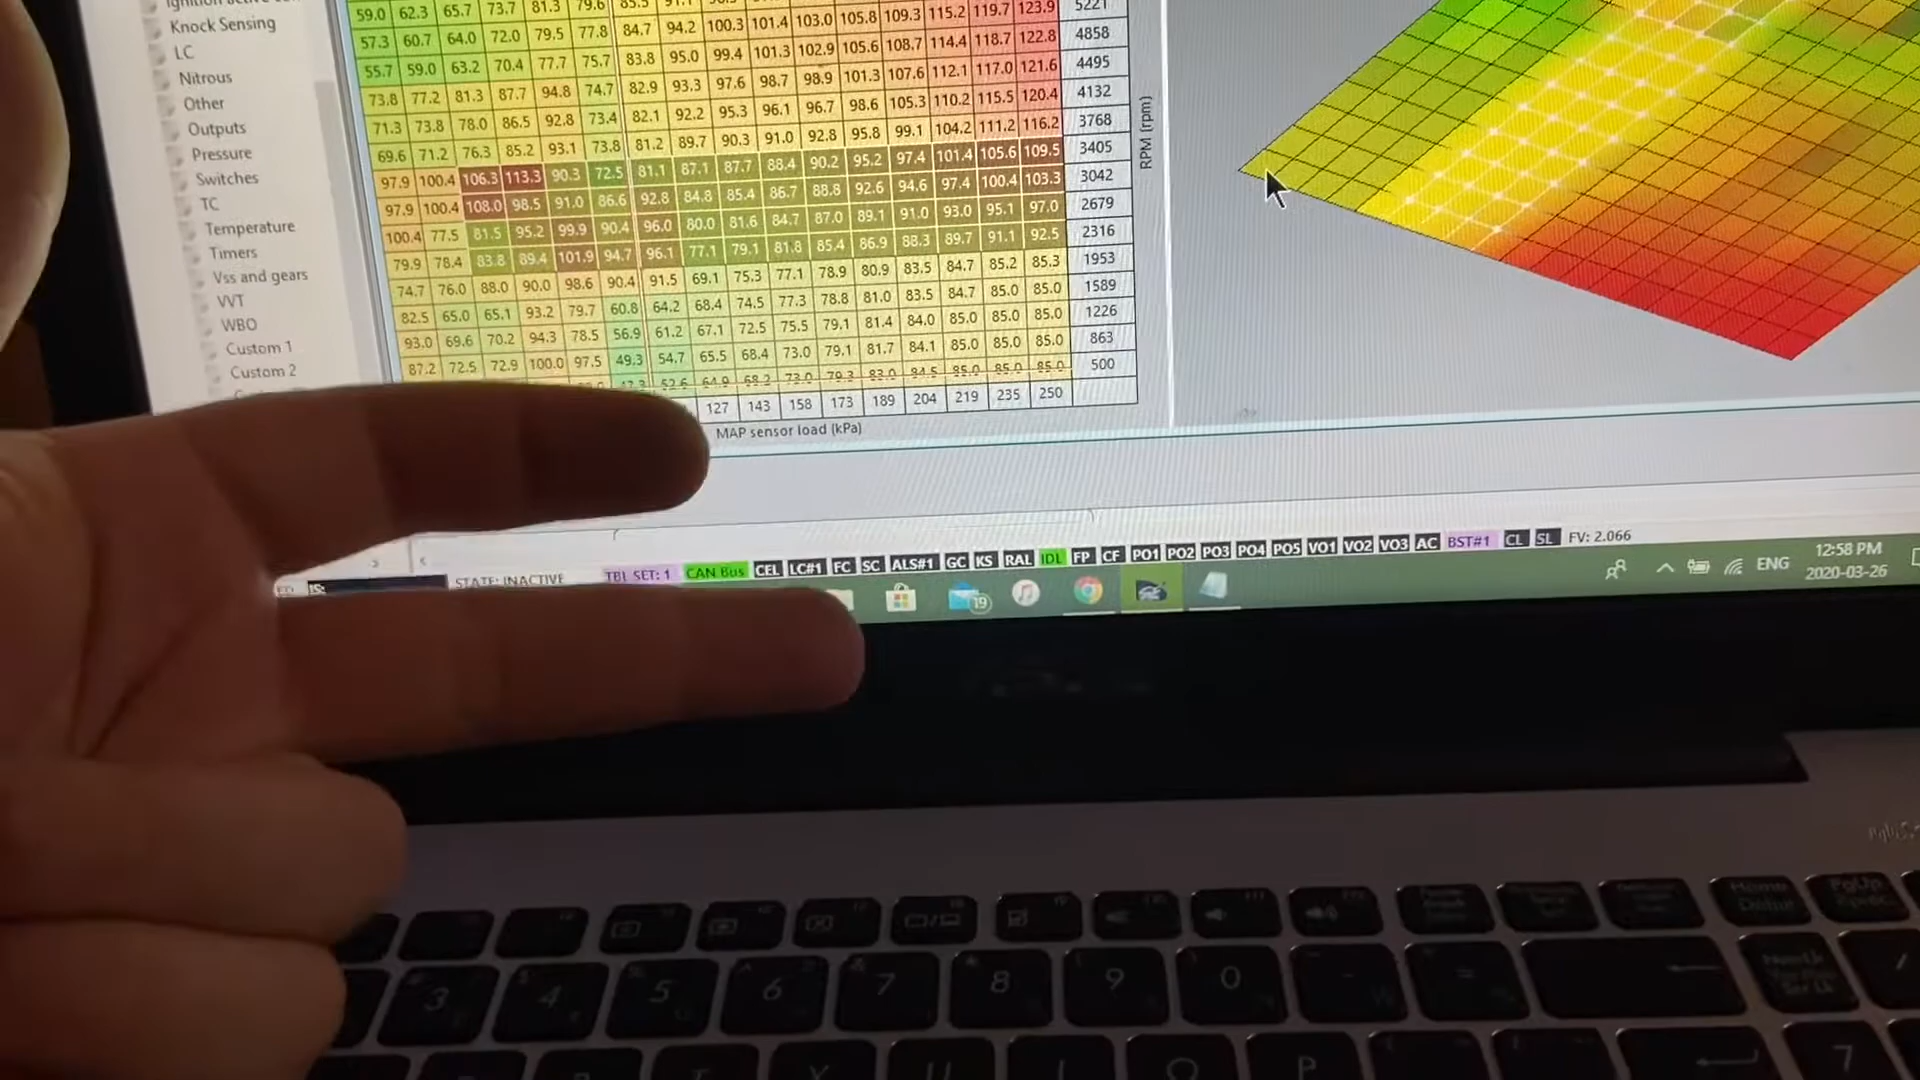 Knock Sensing
LC
Nitrous
Other
Outputs
Pressure
Switches
TC
Temperature
Timers
Vss and gears
VVT
WBO
Custom 1
Custom 2
59.0 62.3 65.7 73.7 81.3 79.6 115.2 119.7 123.9 5221
57.3 60.7 64.0 72.0 79.5 77.8 84.7 94.2 100.3 101.4 103.0 105.8 109.3 114.4 118.7 122.8 4858
55.7 59.0 63.2 70.4 77.7 75.7 83.8 95.0 99.4 101.3 102.9 105.6 108.7 112.1 117.0 121.6 4495
73.8 77.2 81.3 87.7 94.8 74.7 82.9 93.3 97.6 98.7 98.9 101.3 107.6 110.2 115.5 120.4 4132
71.3 73.8 78.0 86.5 92.8 73.4 82.1 92.2 95.3 96.1 96.7 98.6 105.3 104.2 111.2 116.2 3768
69.6 71.2 76.3 85.2 93.1 73.8 81.2 89.7 90.3 91.0 92.8 95.8 99.1 101.4 105.6 109.5 3405
97.9 100.4 106.3 113.3 90.3 72.5 81.1 87.1 87.7 88.4 90.2 95.2 97.4 97.4 100.4 103.3 3042
97.9 100.4 108.0 98.5 91.0 86.6 92.8 84.8 85.4 86.7 88.8 92.6 94.6 93.0 95.1 97.0 2679
100.4 77.5 81.5 95.2 99.9 90.4 96.0 80.0 81.6 84.7 87.0 89.1 91.0 89.7 91.1 92.5 2316
79.9 78.4 83.8 89.4 101.9 94.7 96.1 77.1 79.1 81.8 85.4 86.9 88.3 84.7 85.2 85.3 1953
74.7 76.0 88.0 90.0 98.6 90.4 91.5 69.1 75.3 77.1 78.9 80.9 83.5 84.7 85.0 85.0 1589
82.5 65.0 65.1 93.2 79.7 60.8 64.2 68.4 74.5 77.3 78.8 81.0 83.5 85.0 85.0 85.0 1226
93.0 69.6 70.2 94.3 78.5 56.9 61.2 67.1 72.5 75.5 79.1 81.4 84.0 85.0 85.0 85.0 863
87.2 72.5 72.9 100.0 97.5 49.3 54.7 65.5 68.4 73.0 79.1 81.7 84.1 85.0 85.0 85.0 500
127 143 158 173 189 204 219 235 250
MAP sensor load (kPa)
RPM (rpm)
STATE: INACTIVE TBL SET: 1 CAN Bus CEL LC#1 FC SC ALS#1 GC KS RAL IDL FP CF PO1 PO2 PO3 PO4 PO5 VO1 VO2 VO3 AC BST#1 CL SL FV: 2.066
19 ENG 12:58 PM
2020-03-26
Home PgUp
3 4 5 6 7 8 9 0 - =
P
7